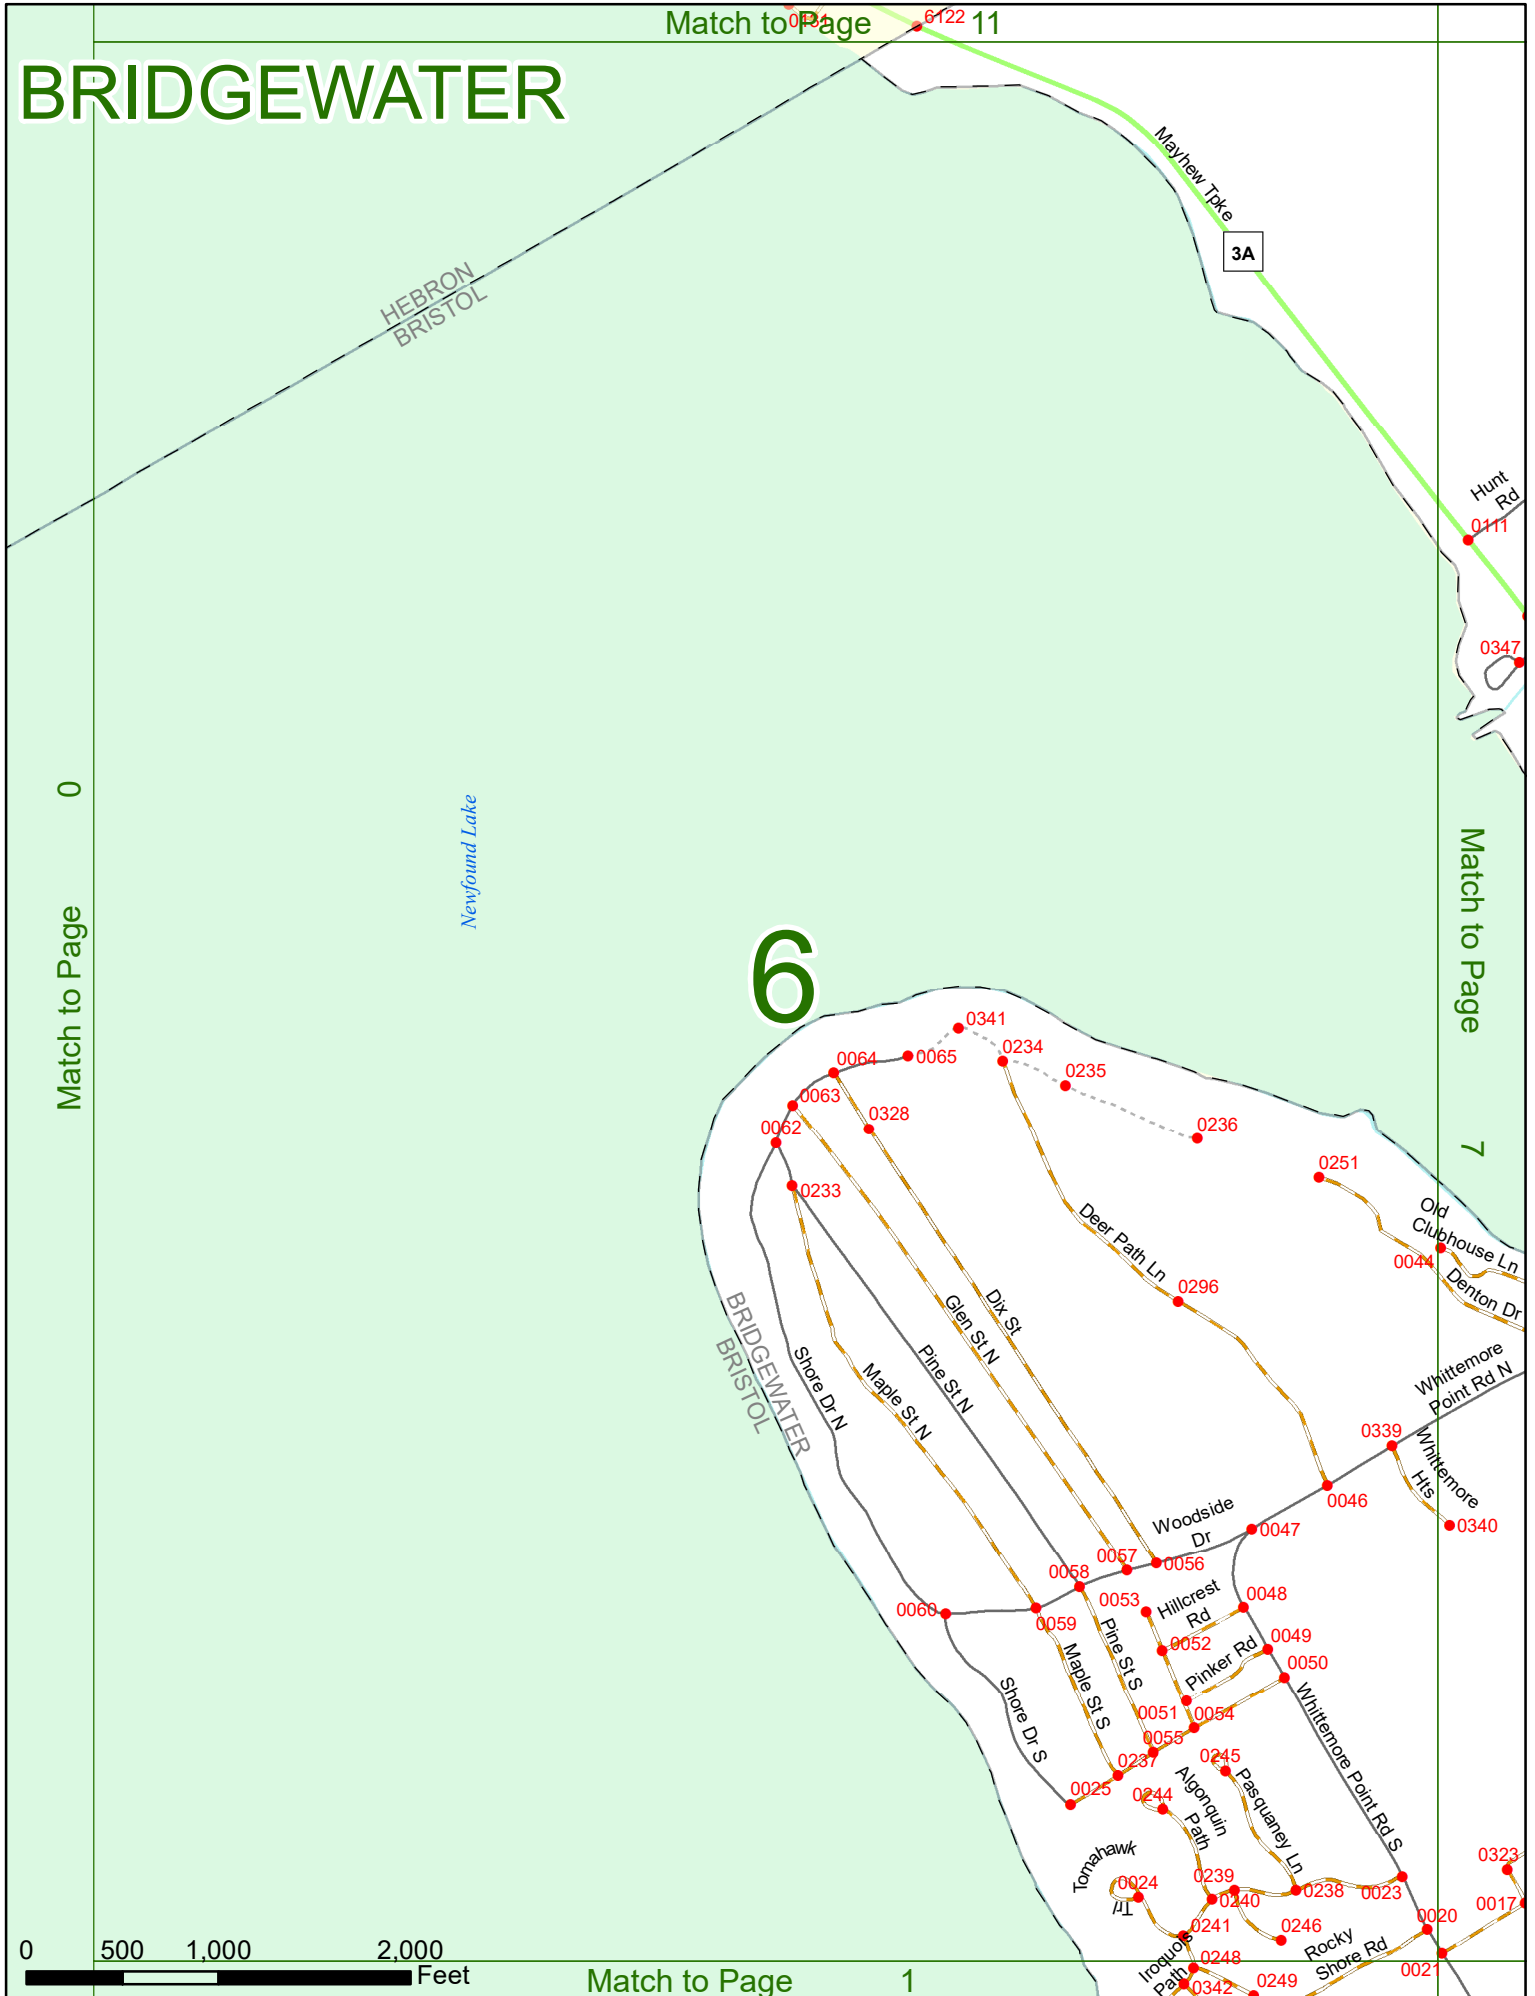 0131
Match to Page 11
6122
BRIDGEWATER
Mayhew Tpke
3A
HEBRON
BRISTOL
Hunt
Rd
0111
0347
Match to Page 0
Newfound Lake
6
Match to Page 7
0341
0064
0065
0234
0235
0063
0328
0062
0236
0233
0251
Old
Clubhouse Ln
0044
Denton Dr
Deer Path Ln
0296
Dix St
Glen St N
Pine St N
Maple St N
Shore Dr N
BRIDGEWATER
BRISTOL
Whittemore
Point Rd N
0339
Whittemore
Hts
0046
0340
Woodside
Dr
0047
0057
0056
0058
0053
Hillcrest
Rd
0048
0060
0059
0052
0049
Pinker Rd
0050
Pine St S
Maple St S
Shore Dr S
0051
0054
Whittemore Point Rd S
0055
0237
0245
0025
0244
Algonquin
Path
Pasquaney Ln
Tomahawk
Trl
0024
0239
0240
0238
0023
0323
0017
0020
0241
0246
Rocky
Shore Rd
0021
Iroquois
Path
0248
0249
0342
0 500 1,000 2,000
Feet
Match to Page 1